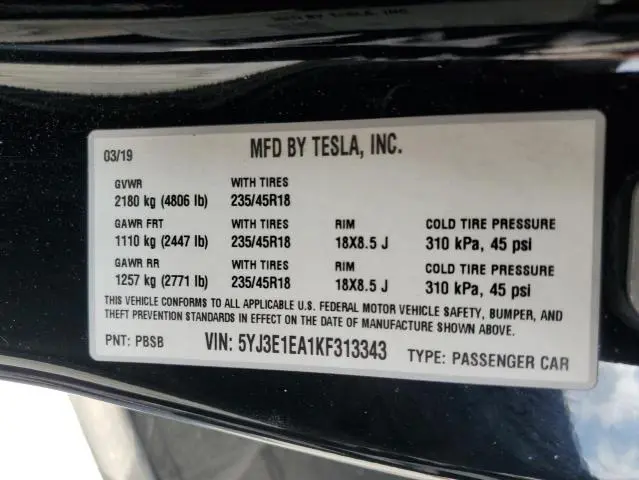 03/19 MFD BY TESLA, INC.
GVWR WITH TIRES
2180 kg (4806 lb) 235/45R18
GAWR FRT WITH TIRES RIM COLD TIRE PRESSURE
1110 kg (2447 lb) 235/45R18 18X8.5 J 310 kPa, 45 psi
GAWR RR WITH TIRES RIM COLD TIRE PRESSURE
1257 kg (2771 lb) 235/45R18 18X8.5 J 310 kPa, 45 psi
THIS VEHICLE CONFORMS TO ALL APPLICABLE U.S. FEDERAL MOTOR VEHICLE SAFETY, BUMPER, AND
THEFT PREVENTION STANDARDS IN EFFECT ON THE DATE OF MANUFACTURE SHOWN ABOVE.
PNT: PBSB VIN: 5YJ3E1EA1KF313343 TYPE: PASSENGER CAR